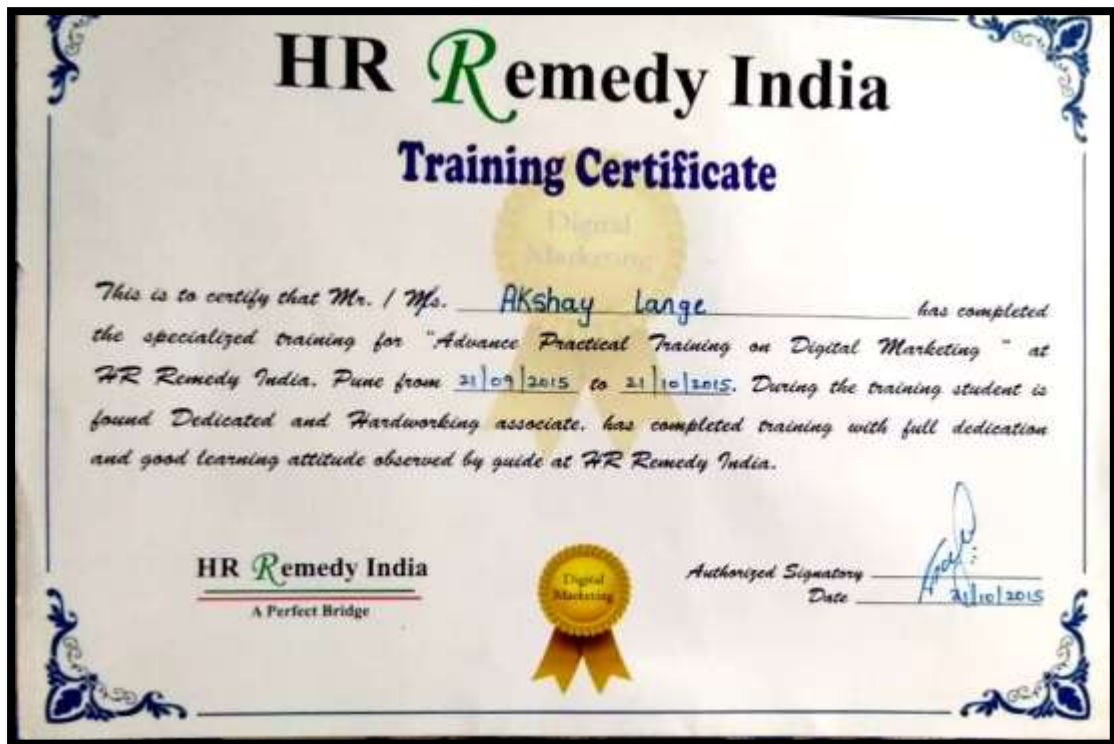 HR Remedy India
Training Certificate
Digital
Marketing
This is to certify that Mr. / Ms. Akshay Lange has completed
the specialized training for "Advance Practical Training on Digital Marketing " at
HR Remedy India. Pune from 21/09/2015 to 21/10/2015. During the training student is
found Dedicated and Hardworking associate, has completed training with full dedication
and good learning attitude observed by guide at HR Remedy India.
HR Remedy India
A Perfect Bridge
Digital
Marketing
Authorized Signatory
Date 21/10/2015